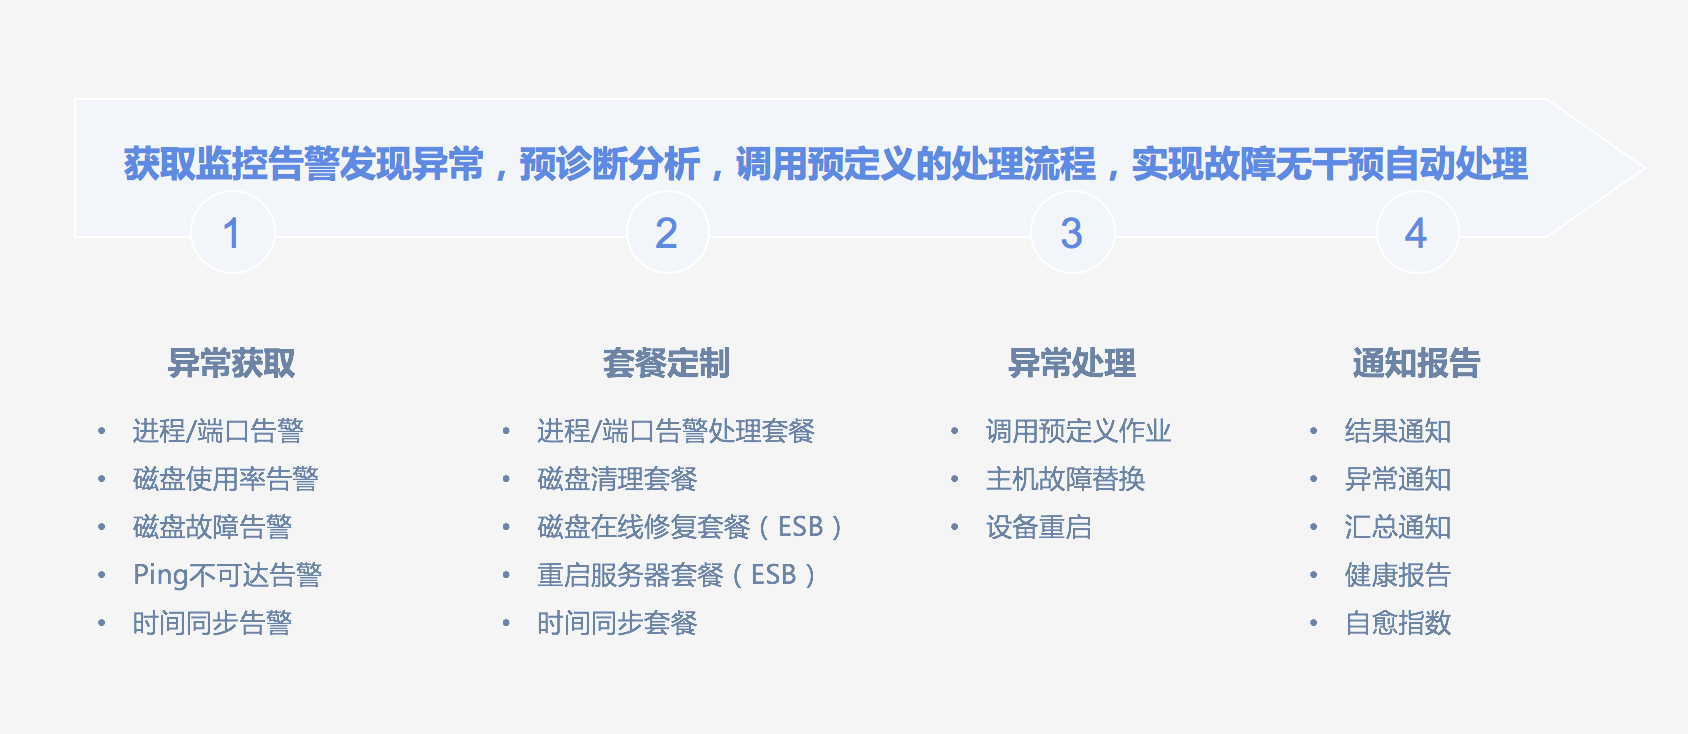 获取监控告警发现异常，预诊断分析，调用预定义的处理流程，实现故障无干预自动处理
1
2
3
4
异常获取
• 进程/端口告警
• 磁盘使用率告警
• 磁盘故障告警
• Ping不可达告警
• 时间同步告警
套餐定制
• 进程/端口告警处理套餐
• 磁盘清理套餐
• 磁盘在线修复套餐（ESB）
• 重启服务器套餐（ESB）
• 时间同步套餐
异常处理
• 调用预定义作业
• 主机故障替换
• 设备重启
通知报告
• 结果通知
• 异常通知
• 汇总通知
• 健康报告
• 自愈指数